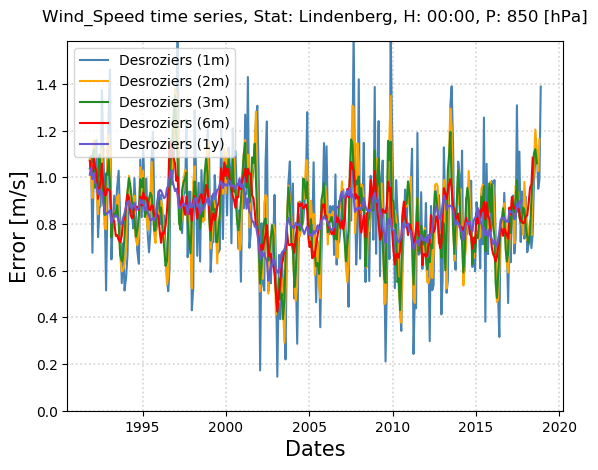 Wind_Speed time series, Stat: Lindenberg, H: 00:00, P: 850 [hPa]
Desroziers (1m)
Desroziers (2m)
Desroziers (3m)
Desroziers (6m)
Desroziers (1y)
1.4
1.2
1.0
0.8
0.6
0.4
0.2
0.0
Error [m/s]
1995
2000
2005
2010
2015
2020
Dates